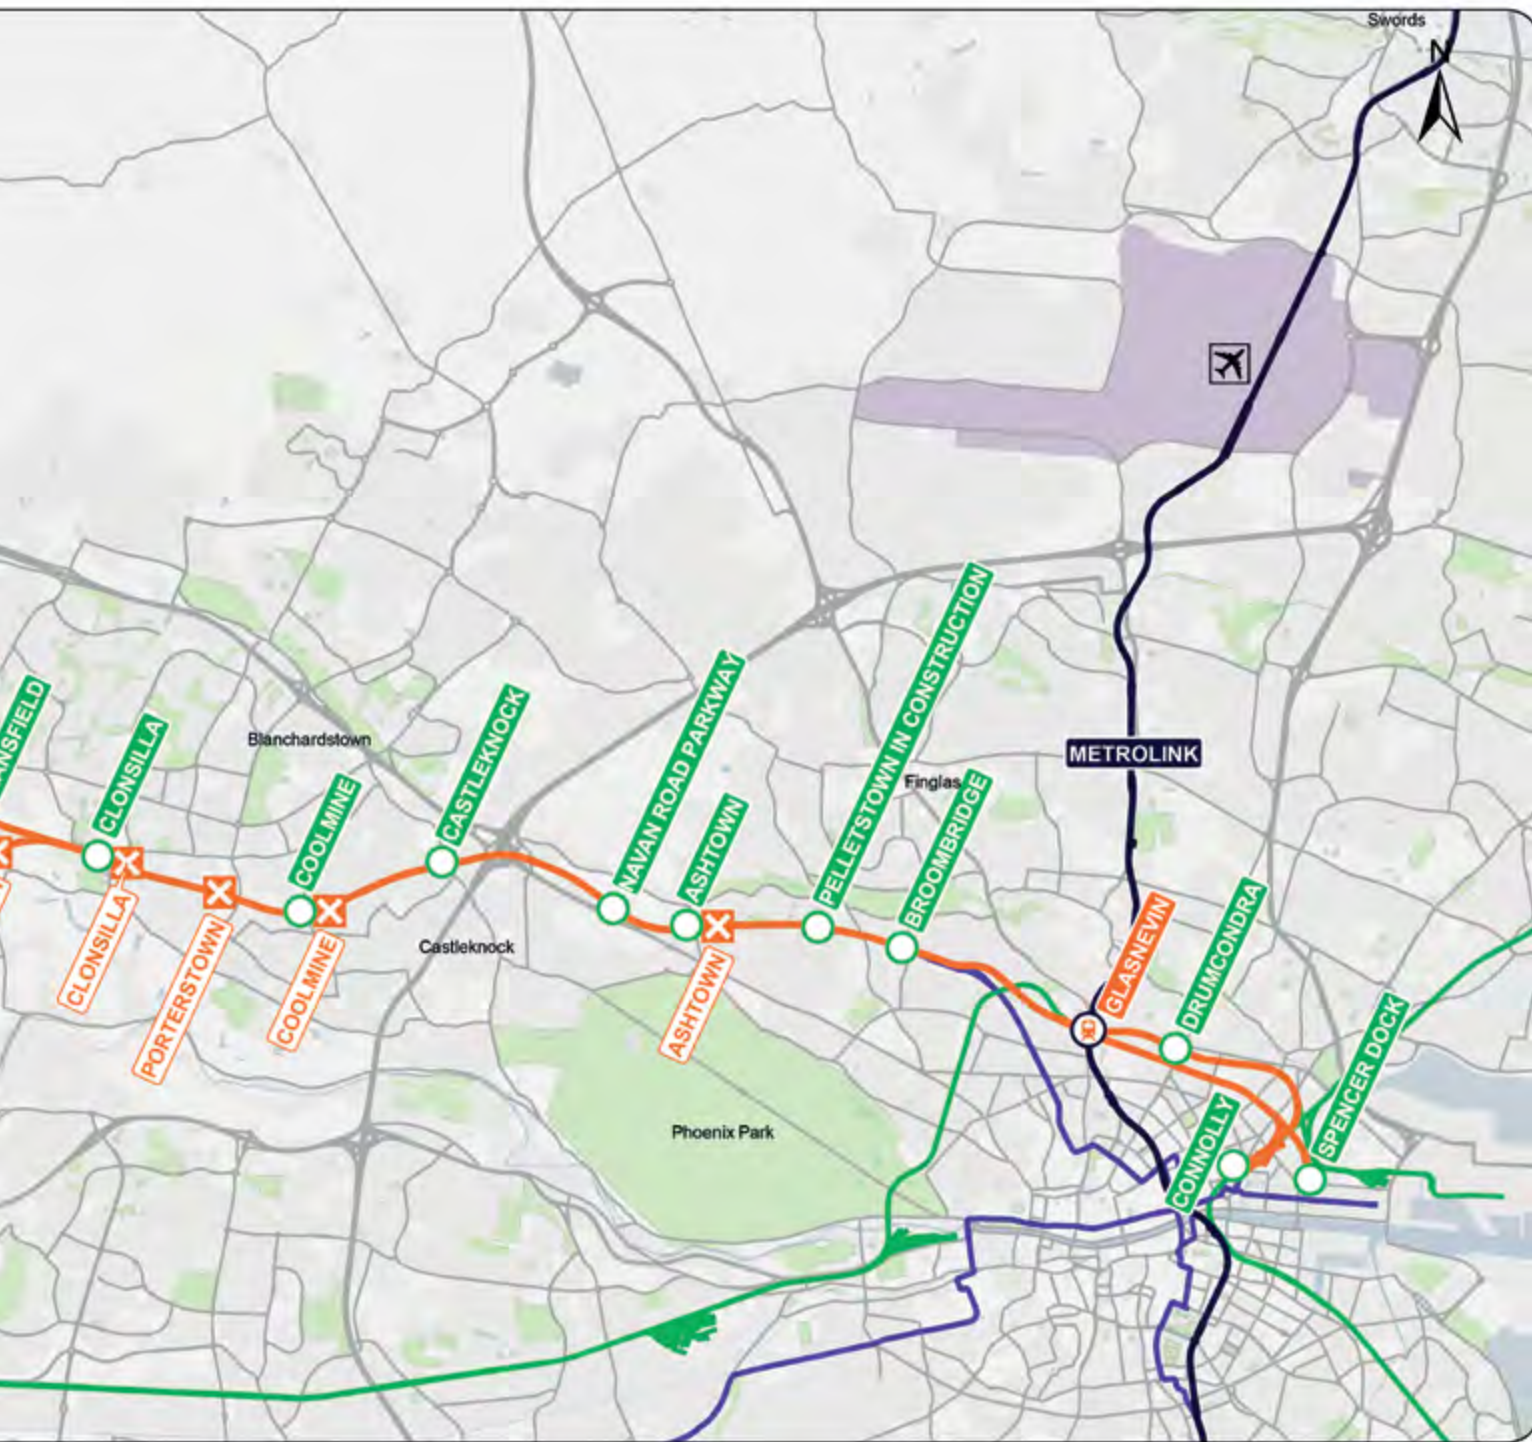 Swords
N
METROLINK
ANSFIELD
CLONSILLA
Blanchardstown
COOLMINE
CASTLEKNOCK
NAVAN ROAD PARKWAY
ASHTOWN
PELLETSTOWN IN CONSTRUCTION
Finglas
BROOMBRIDGE
CLONSILLA
PORTERSTOWN
COOLMINE
Castleknock
ASHTOWN
GLASNEVIN
DRUMCONDRA
Phoenix Park
CONNOLLY
SPENCER DOCK